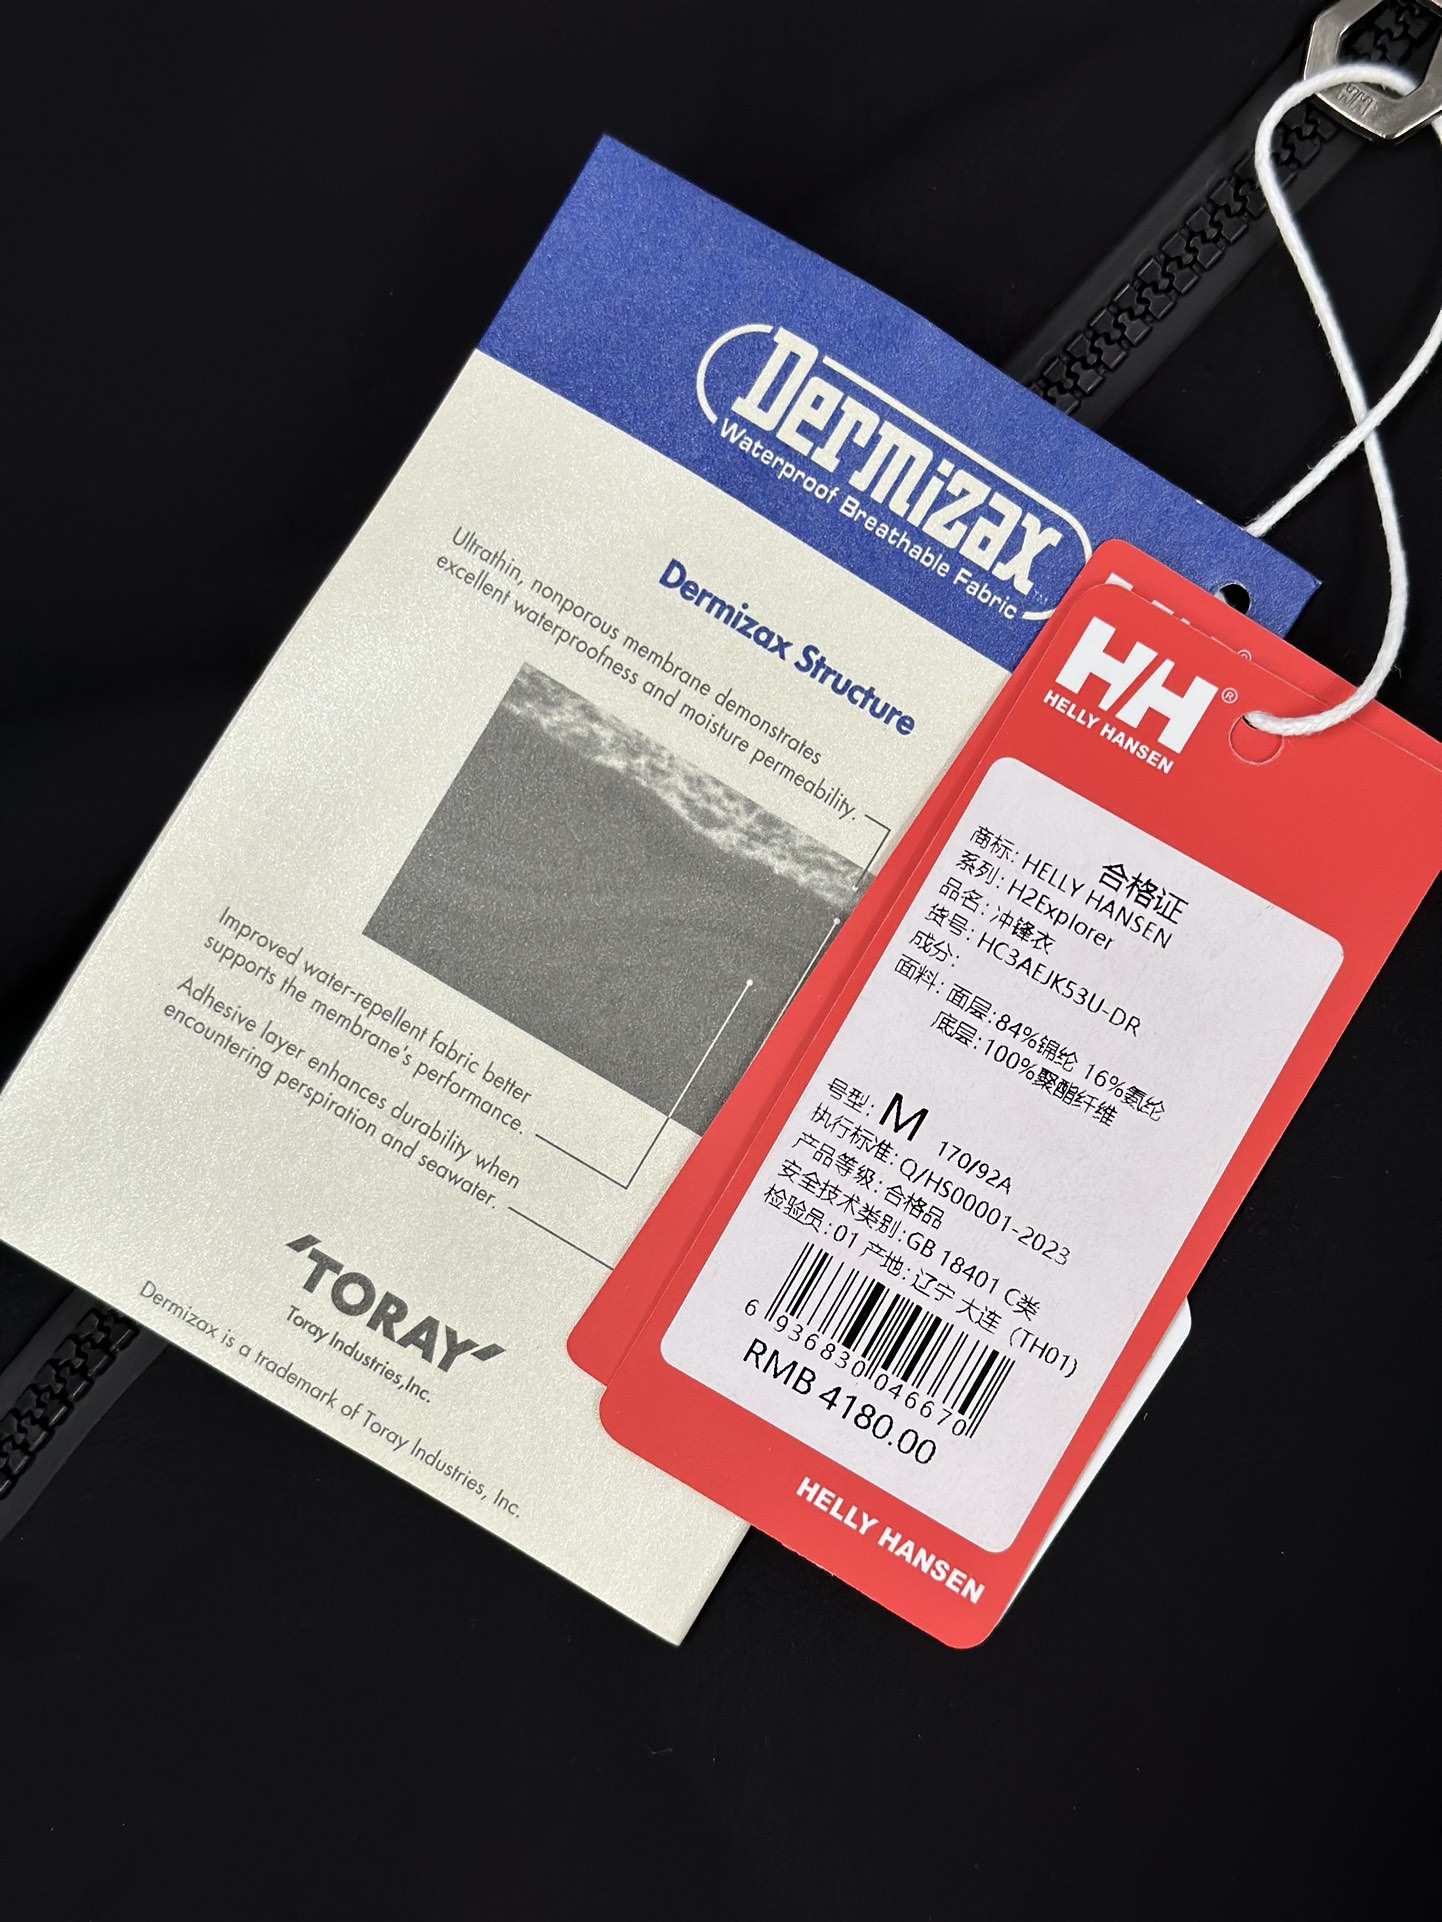 Dermizax
Waterproof Breathable Fabric
Dermizax Structure
Ultrathin, nonporous membrane demonstrates
excellent waterproofness and moisture permeability.
Improved water-repellent fabric better
supports the membrane's performance.
Adhesive layer enhances durability when
encountering perspiration and seawater.
'TORAY'
Toray Industries,Inc.
Dermizax is a trademark of Toray Industries, Inc.
HH®
HELLY HANSEN
合格证
商标: HELLY HANSEN
系列: H2Explorer
品名: 冲锋衣
货号: HC3AEJK53U-DR
成分:
面料: 面层:84%锦纶 16%氨纶
底层:100%聚酯纤维
号型: M 170/92A
执行标准: Q/HS00001-2023
产品等级: 合格品
安全技术类别:GB 18401 C类
检验员:01 产地: 辽宁 大连 (TH01)
6 936830 046670
RMB 4180.00
HELLY HANSEN